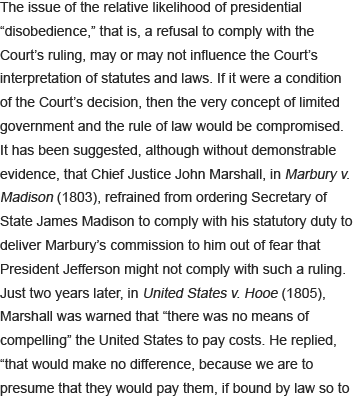 The issue of the relative likelihood of presidential
“disobedience,” that is, a refusal to comply with the
Court’s ruling, may or may not influence the Court’s
interpretation of statutes and laws. If it were a condition
of the Court’s decision, then the very concept of limited
government and the rule of law would be compromised.
It has been suggested, although without demonstrable
evidence, that Chief Justice John Marshall, in Marbury v.
Madison (1803), refrained from ordering Secretary of
State James Madison to comply with his statutory duty to
deliver Marbury’s commission to him out of fear that
President Jefferson might not comply with such a ruling.
Just two years later, in United States v. Hooe (1805),
Marshall was warned that “there was no means of
compelling” the United States to pay costs. He replied,
“that would make no difference, because we are to
presume that they would pay them, if bound by law so to